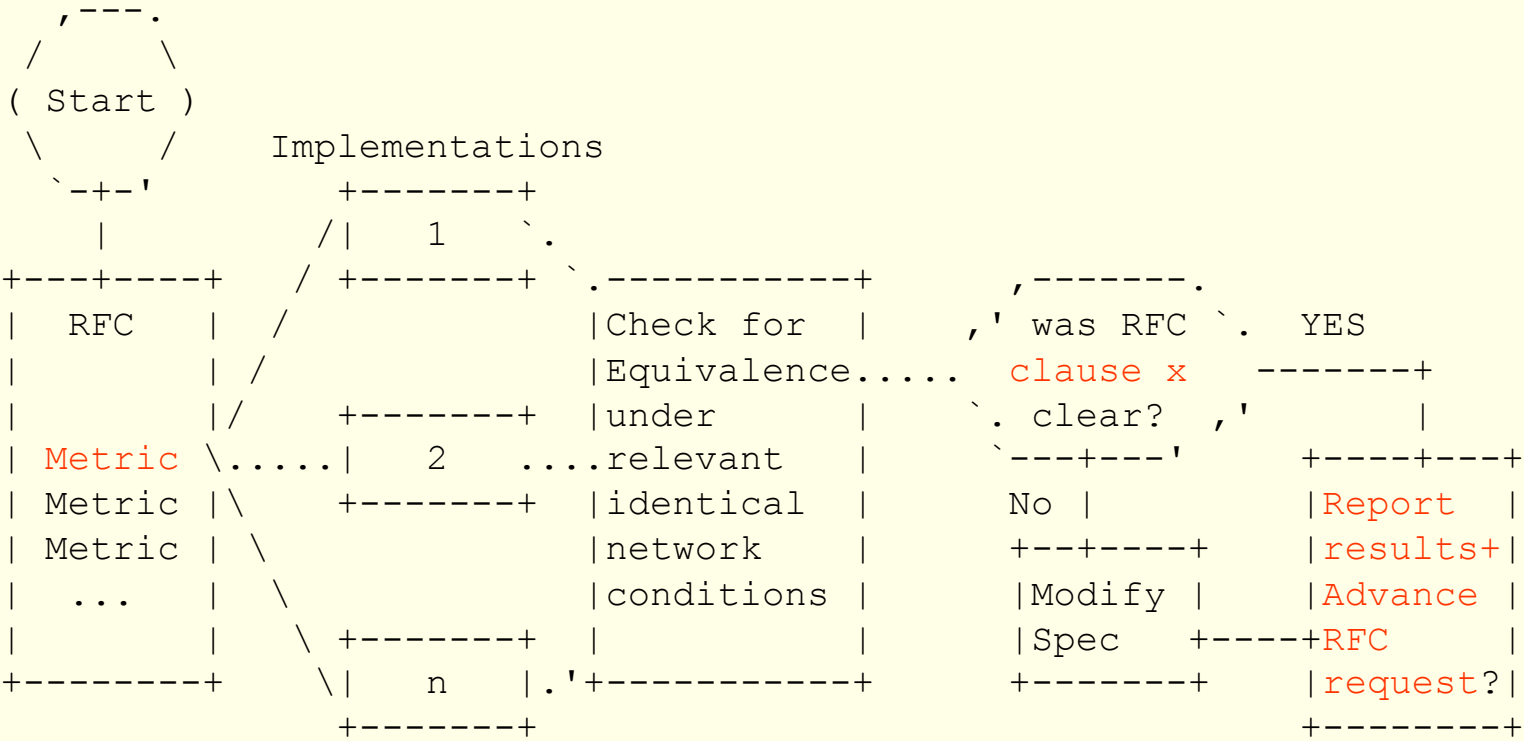 ,---.
  /     \
 ( Start )
  \     /    Implementations
   `-+-'        +-------+
     |         /|   1   `.
 +---+----+   / +-------+ `.-----------+      ,-------.
 |  RFC   |  /             |Check for  |    ,' was RFC `.  YES
 |        | /              |Equivalence.....  clause x   -------+
 |        |/    +-------+  |under      |    `. clear?  ,'       |
 | Metric \.....|   2   ....relevant   |      `---+---'    +----+---+
 | Metric |\    +-------+  |identical  |       No |        |Report  |
 | Metric | \              |network    |       +--+----+   |results+|
 |  ...   |  \             |conditions |       |Modify |   |Advance |
 |        |   \ +-------+  |           |       |Spec   +----+RFC     |
 +--------+    \|   n   |.'+-----------+       +-------+   |request?|
                +-------+                                  +--------+